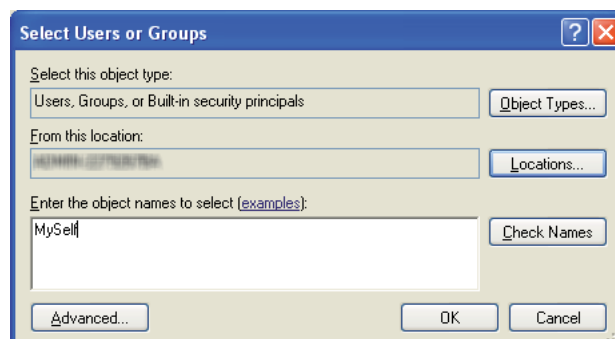 Select Users or Groups
Select this object type:
Users, Groups, or Built-in security principals
Object Types...
From this location:
Locations...
Enter the object names to select (examples):
MySelf
Check Names
Advanced...
OK
Cancel